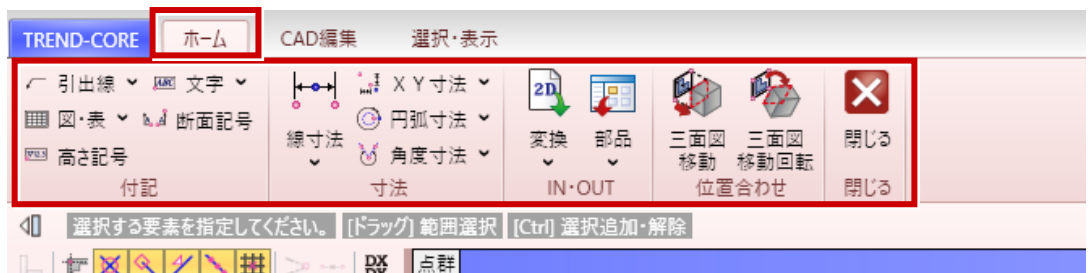 TREND-CORE ホーム CAD編集 選択・表示
引出線 文字 XY寸法 2D
図・表 断面記号 円弧寸法
線寸法 変換 部品 三面図 三面図 閉じる
高さ記号 角度寸法 移動 移動回転
付記 寸法 IN・OUT 位置合わせ 閉じる
選択する要素を指定してください。 [ドラッグ] 範囲選択 [Ctrl] 選択追加・解除
点群